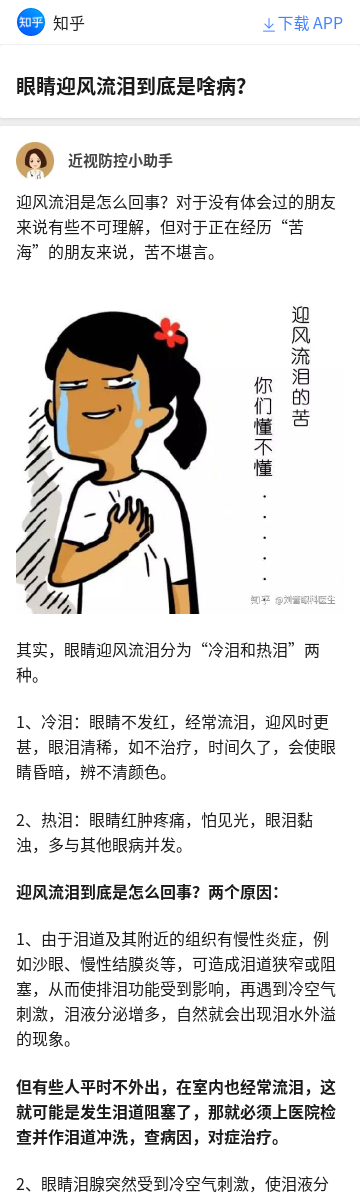 知乎 知乎 下载 APP
眼睛迎风流泪到底是啥病？
近视防控小助手
迎风流泪是怎么回事？对于没有体会过的朋友
来说有些不可理解，但对于正在经历“苦
海”的朋友来说，苦不堪言。
迎风流泪的苦
你们懂不懂······
知乎 @刘童眼科医生
其实，眼睛迎风流泪分为“冷泪和热泪”两
种。
1、冷泪：眼睛不发红，经常流泪，迎风时更
甚，眼泪清稀，如不治疗，时间久了，会使眼
睛昏暗，辨不清颜色。
2、热泪：眼睛红肿疼痛，怕见光，眼泪黏
浊，多与其他眼病并发。
迎风流泪到底是怎么回事？两个原因：
1、由于泪道及其附近的组织有慢性炎症，例
如沙眼、慢性结膜炎等，可造成泪道狭窄或阻
塞，从而使排泪功能受到影响，再遇到冷空气
刺激，泪液分泌增多，自然就会出现泪水外溢
的现象。
但有些人平时不外出，在室内也经常流泪，这
就可能是发生泪道阻塞了，那就必须上医院检
查并作泪道冲洗，查病因，对症治疗。
2、眼睛泪腺突然受到冷空气刺激，使泪液分